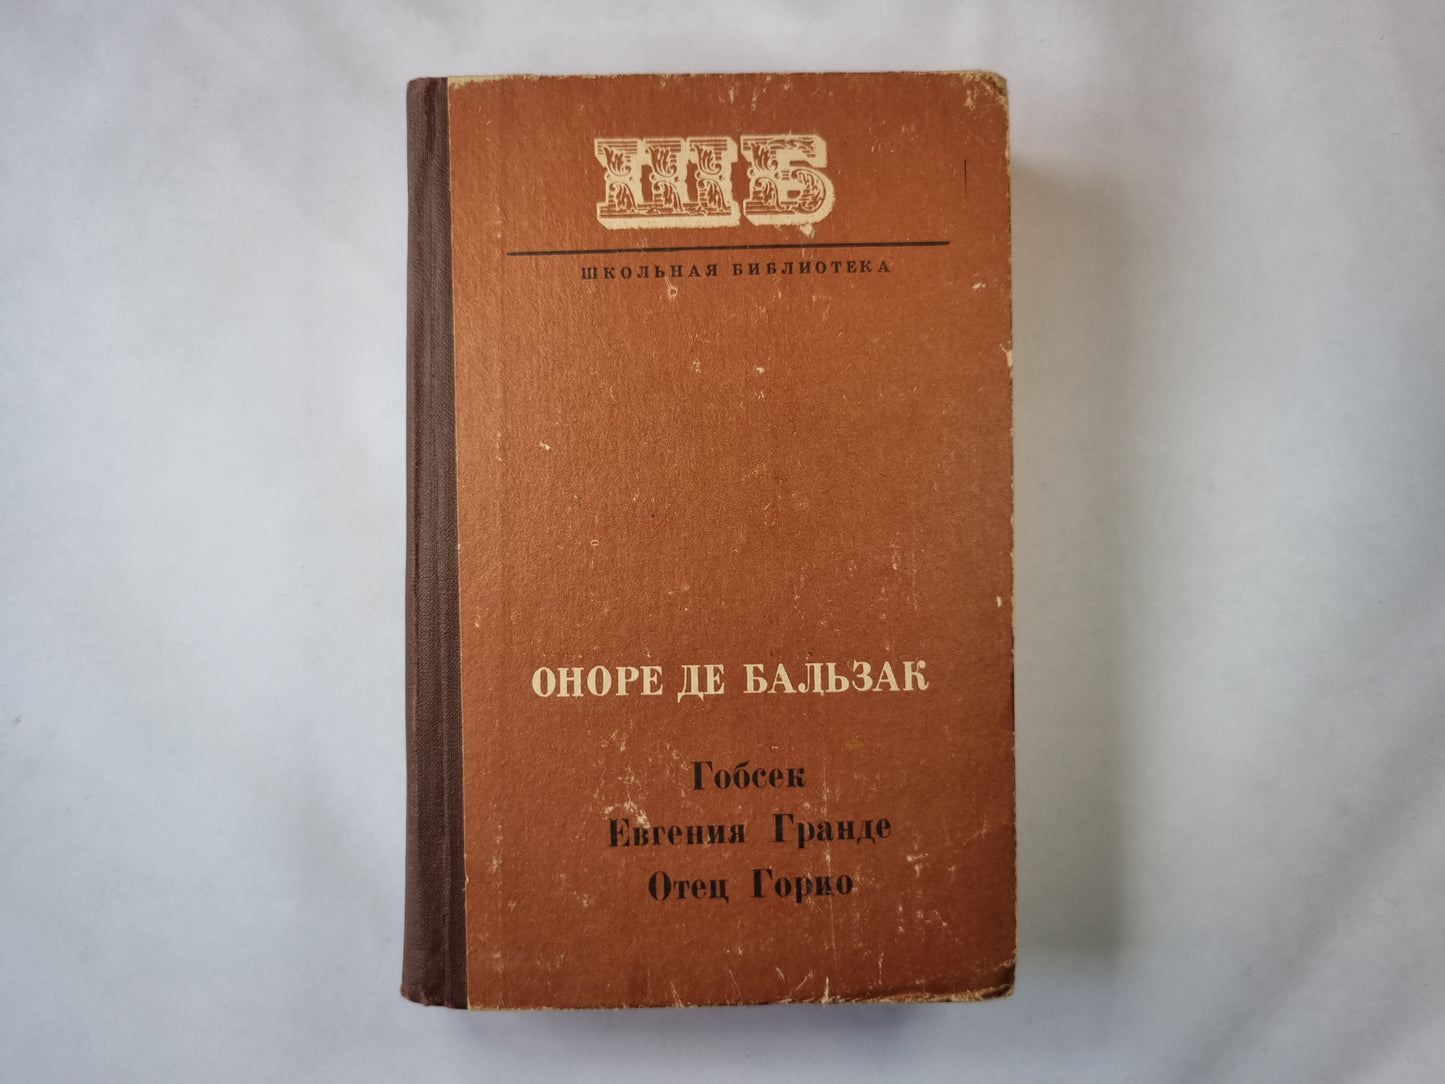 ШБ
ШКОЛЬНАЯ БИБЛИОТЕКА
ОНОРЕ ДЕ БАЛЬЗАК
Гобсек
Евгения Гранде
Отец Горио